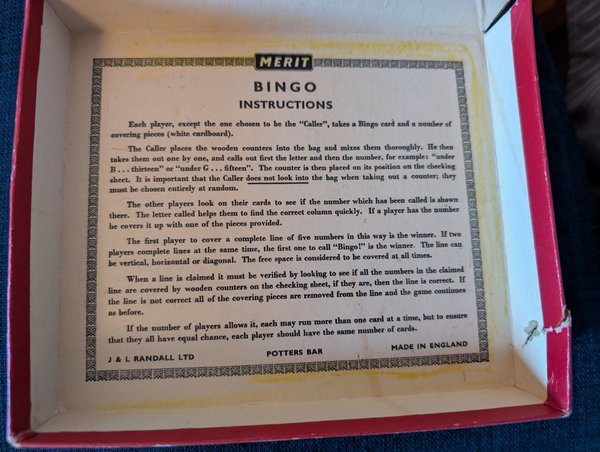 MERIT
BINGO
INSTRUCTIONS
Each player, except the one chosen to be the "Caller", takes a Bingo card and a number of
covering pieces (white cardboard).
The Caller places the wooden counters into the bag and mixes them thoroughly. He then
takes them out one by one, and calls out first the letter and then the number, for example: "under
B . . . thirteen" or "under G . . . fifteen". The counter is then placed on its position on the checking
sheet. It is important that the Caller does not look into the bag when taking out a counter; they
must be chosen entirely at random.
The other players look on their cards to see if the number which has been called is shown
there. The letter called helps them to find the correct column quickly. If a player has the number
he covers it up with one of the pieces provided.
The first player to cover a complete line of five numbers in this way is the winner. If two
players complete lines at the same time, the first one to call "Bingo!" is the winner. The line can
be vertical, horizontal or diagonal. The free space is considered to be covered at all times.
When a line is claimed it must be verified by looking to see if all the numbers in the claimed
line are covered by wooden counters on the checking sheet, if they are, then the line is correct. If
the line is not correct all of the covering pieces are removed from the line and the game continues
as before.
If the number of players allows it, each may run more than one card at a time, but to ensure
that they all have equal chance, each player should have the same number of cards.
J & L RANDALL LTD POTTERS BAR MADE IN ENGLAND